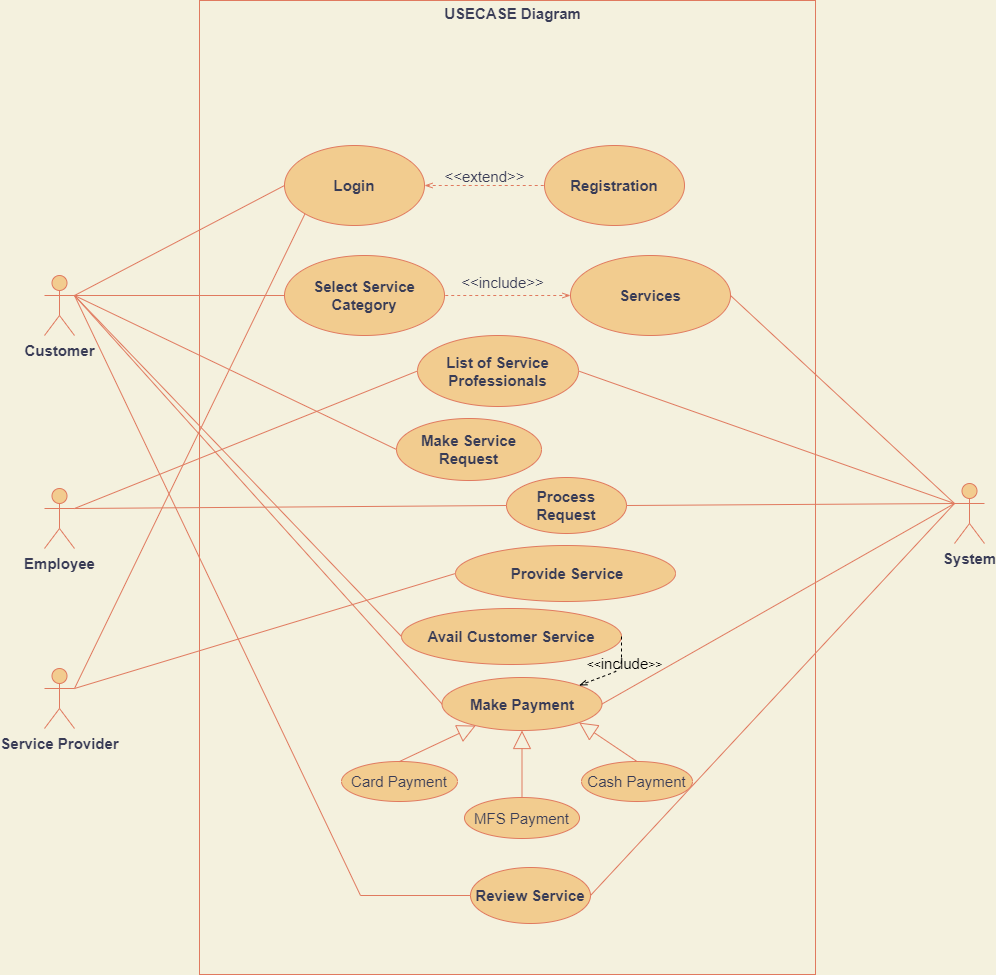 USECASE Diagram
Login
<<extend>>
Registration
Select Service
Category
<<include>>
Services
Customer
List of Service
Professionals
Make Service
Request
Process
Request
Employee
System
Provide Service
Avail Customer Service
<<include>>
Make Payment
Service Provider
Card Payment
Cash Payment
MFS Payment
Review Service